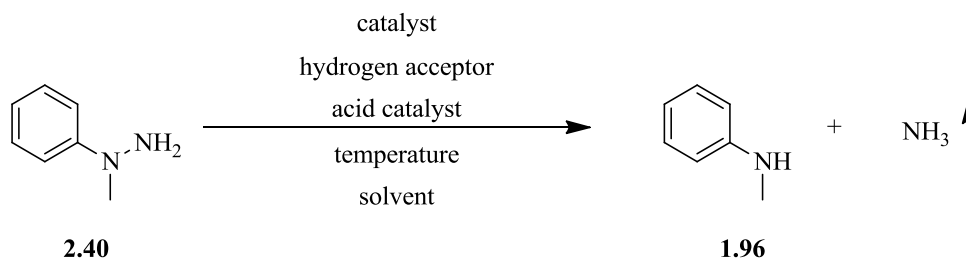 catalyst
hydrogen acceptor
acid catalyst
temperature
solvent
N
NH2
NH
+
NH3
2.40
1.96